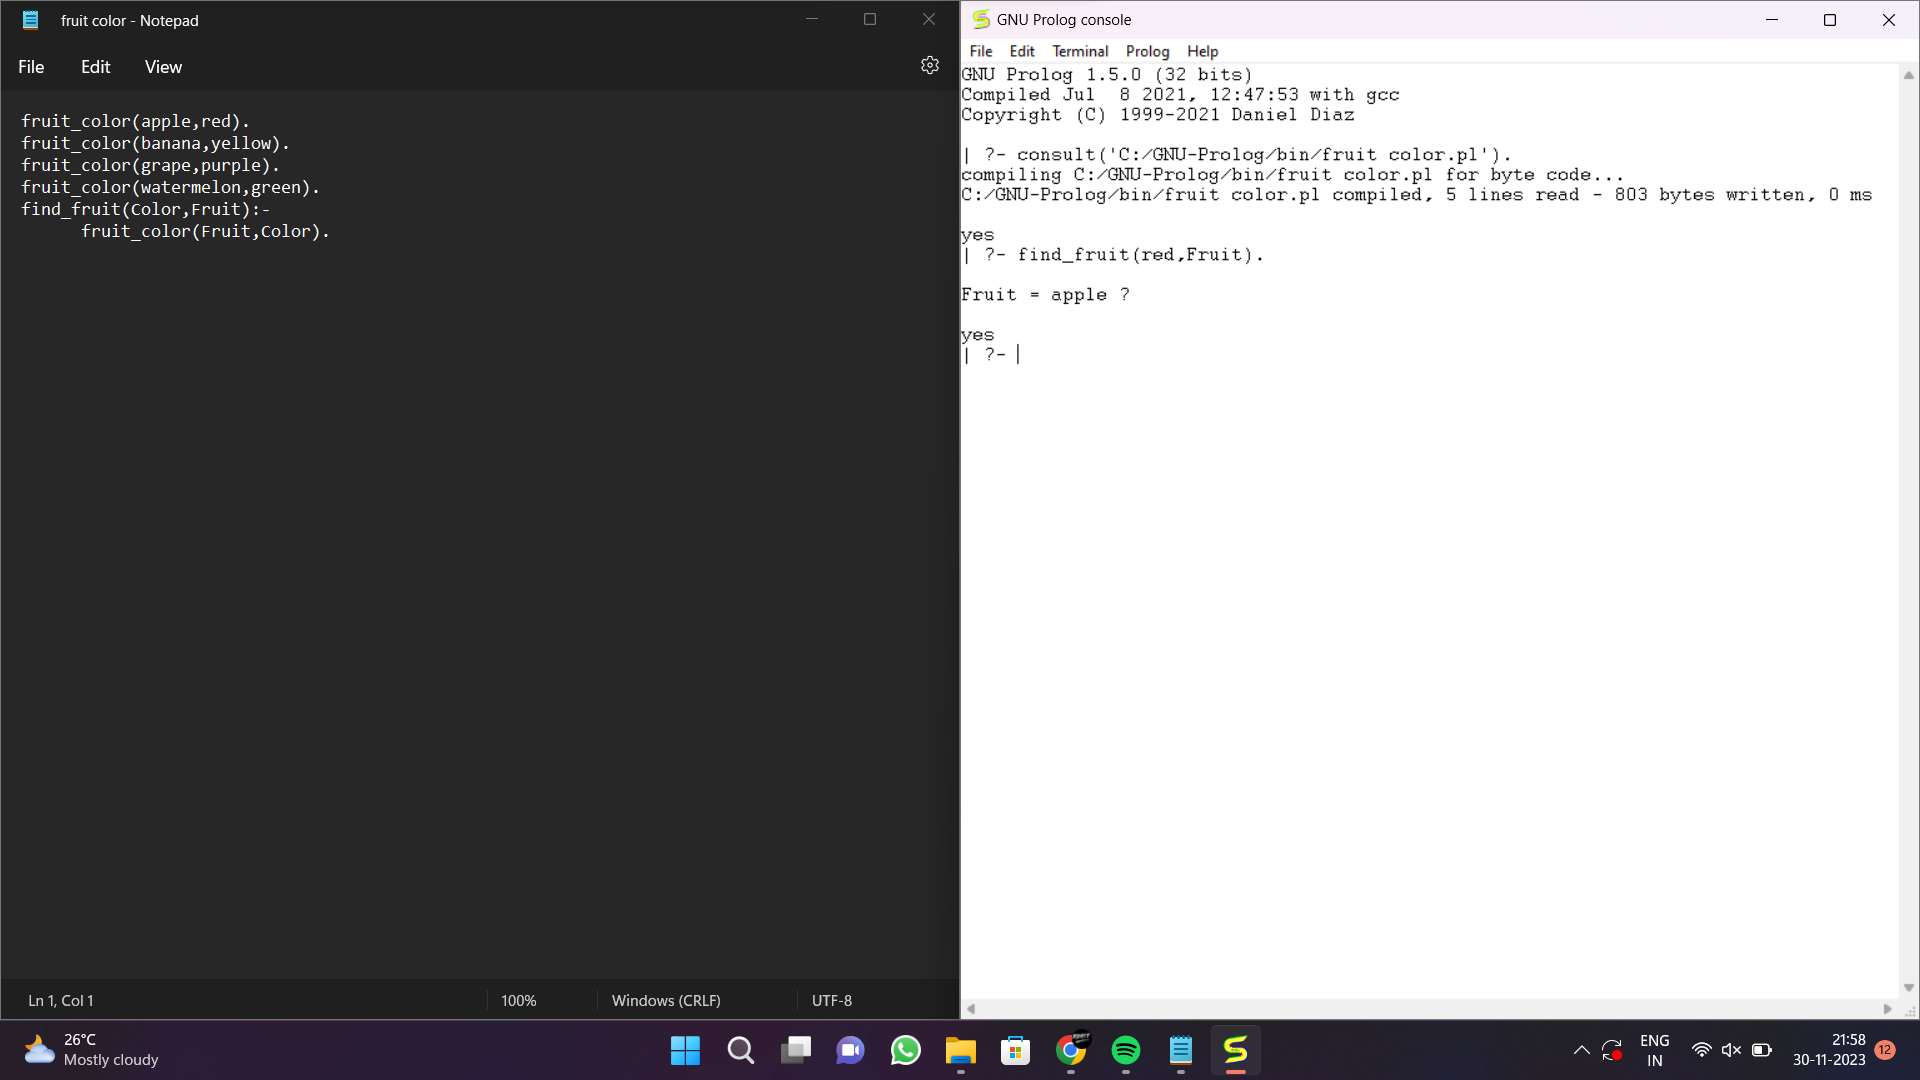 fruit color - Notepad
File Edit View
fruit_color(apple,red).
fruit_color(banana,yellow).
fruit_color(grape,purple).
fruit_color(watermelon,green).
find_fruit(Color,Fruit):-
      fruit_color(Fruit,Color).
Ln 1, Col 1 100% Windows (CRLF) UTF-8
GNU Prolog console
File Edit Terminal Prolog Help
GNU Prolog 1.5.0 (32 bits)
Compiled Jul  8 2021, 12:47:53 with gcc
Copyright (C) 1999-2021 Daniel Diaz
| ?- consult('C:/GNU-Prolog/bin/fruit color.pl').
compiling C:/GNU-Prolog/bin/fruit color.pl for byte code...
C:/GNU-Prolog/bin/fruit color.pl compiled, 5 lines read - 803 bytes written, 0 ms
yes
| ?- find_fruit(red,Fruit).
Fruit = apple ?
yes
| ?-
26°C
Mostly cloudy
ENG
IN
21:58
30-11-2023
12